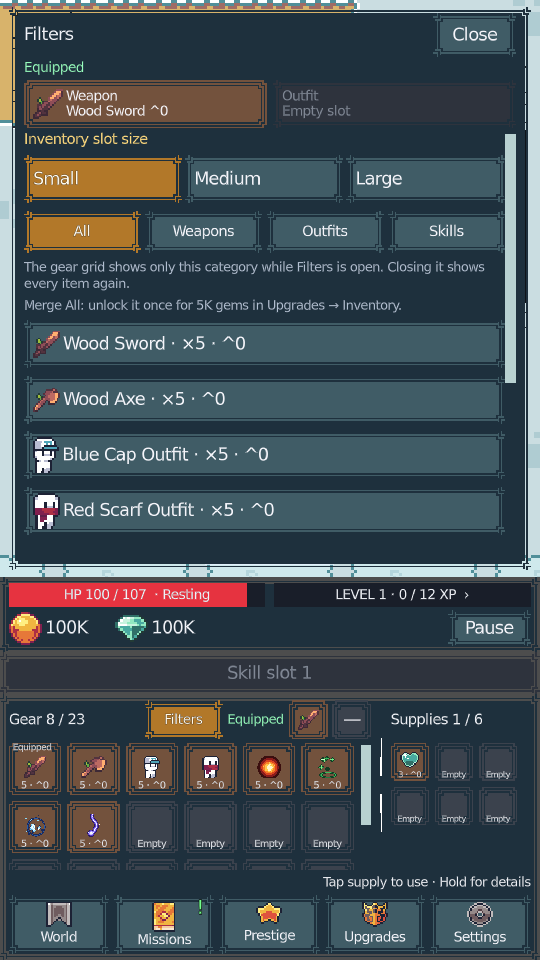 Filters
Close
Equipped
Weapon
Wood Sword ^0
Outfit
Empty slot
Inventory slot size
Small
Medium
Large
All
Weapons
Outfits
Skills
The gear grid shows only this category while Filters is open. Closing it shows
every item again.
Merge All: unlock it once for 5K gems in Upgrades → Inventory.
Wood Sword · ×5 · ^0
Wood Axe · ×5 · ^0
Blue Cap Outfit · ×5 · ^0
Red Scarf Outfit · ×5 · ^0
HP 100 / 107 · Resting
LEVEL 1 · 0 / 12 XP ›
100K
100K
Pause
Skill slot 1
Gear 8 / 23
Filters
Equipped
—
Supplies 1 / 6
Equipped
5 · ^0
5 · ^0
5 · ^0
5 · ^0
5 · ^0
5 · ^0
3 · ^0
Empty
Empty
5 · ^0
5 · ^0
Empty
Empty
Empty
Empty
Empty
Empty
Empty
Tap supply to use · Hold for details
World
!
Missions
Prestige
Upgrades
Settings